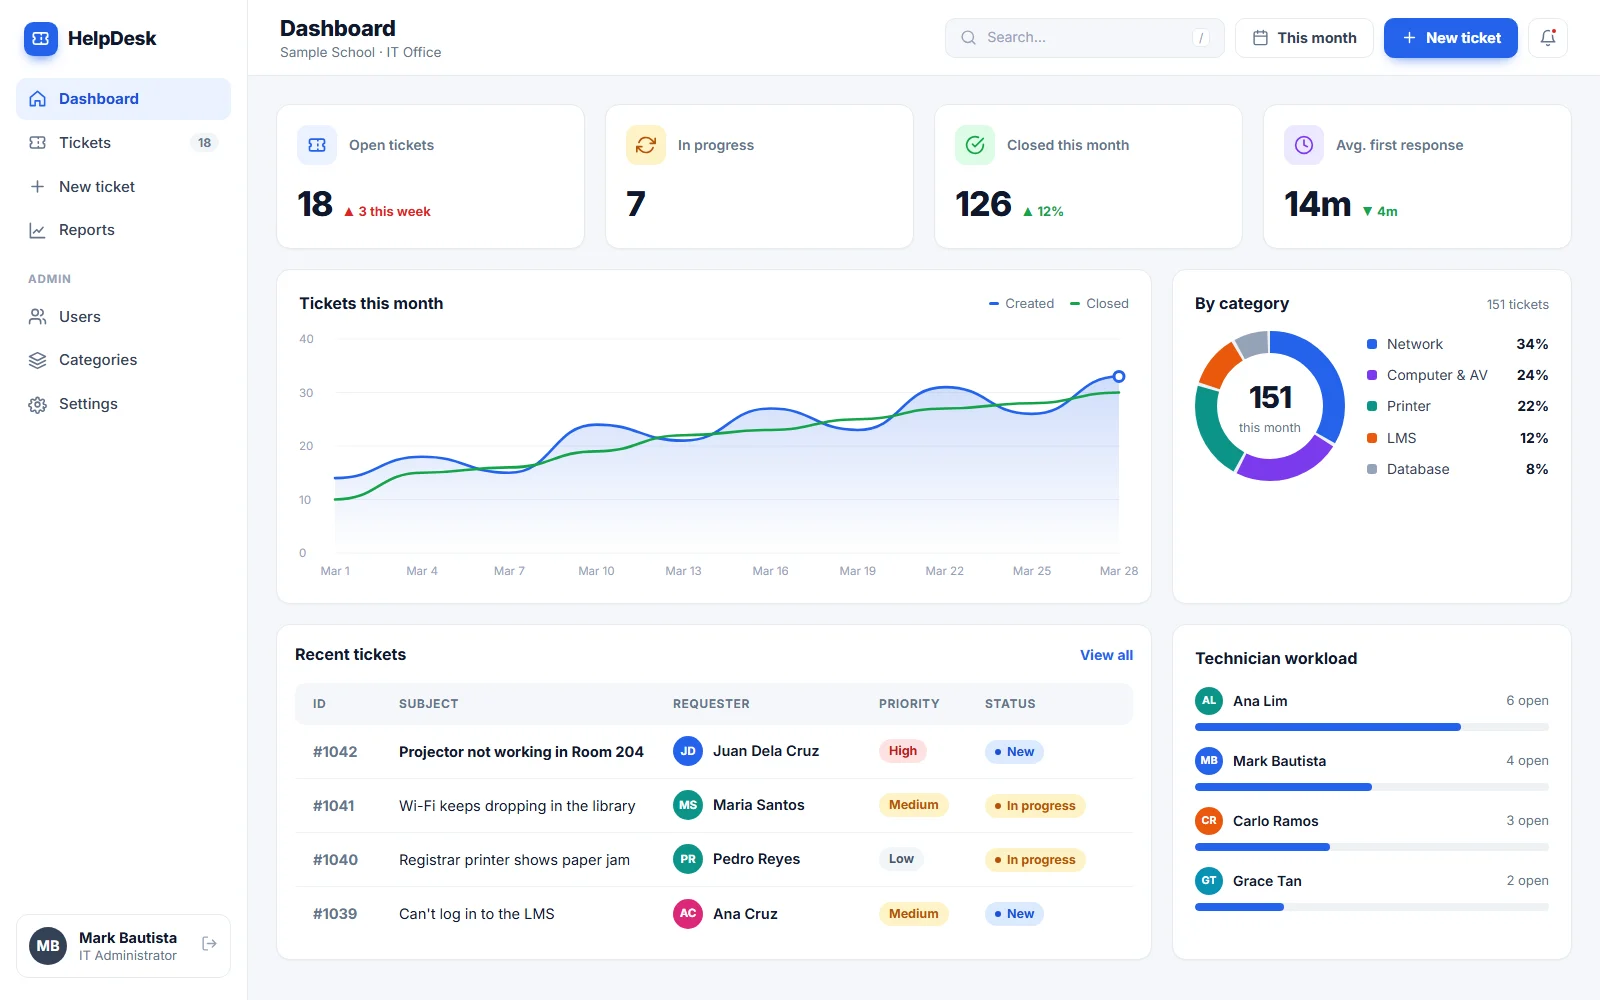 HelpDesk
Dashboard
Tickets 18
New ticket
Reports
ADMIN
Users
Categories
Settings
MB Mark Bautista
IT Administrator
Dashboard
Sample School · IT Office
Search... /
This month
New ticket
Open tickets
18 ▲ 3 this week
In progress
7
Closed this month
126 ▲ 12%
Avg. first response
14m ▼ 4m
Tickets this month
Created Closed
40
30
20
10
0
Mar 1 Mar 4 Mar 7 Mar 10 Mar 13 Mar 16 Mar 19 Mar 22 Mar 25 Mar 28
By category 151 tickets
151
this month
Network 34%
Computer & AV 24%
Printer 22%
LMS 12%
Database 8%
Recent tickets View all
ID SUBJECT REQUESTER PRIORITY STATUS
#1042 Projector not working in Room 204 JD Juan Dela Cruz High New
#1041 Wi-Fi keeps dropping in the library MS Maria Santos Medium In progress
#1040 Registrar printer shows paper jam PR Pedro Reyes Low In progress
#1039 Can't log in to the LMS AC Ana Cruz Medium New
Technician workload
AL Ana Lim 6 open
MB Mark Bautista 4 open
CR Carlo Ramos 3 open
GT Grace Tan 2 open